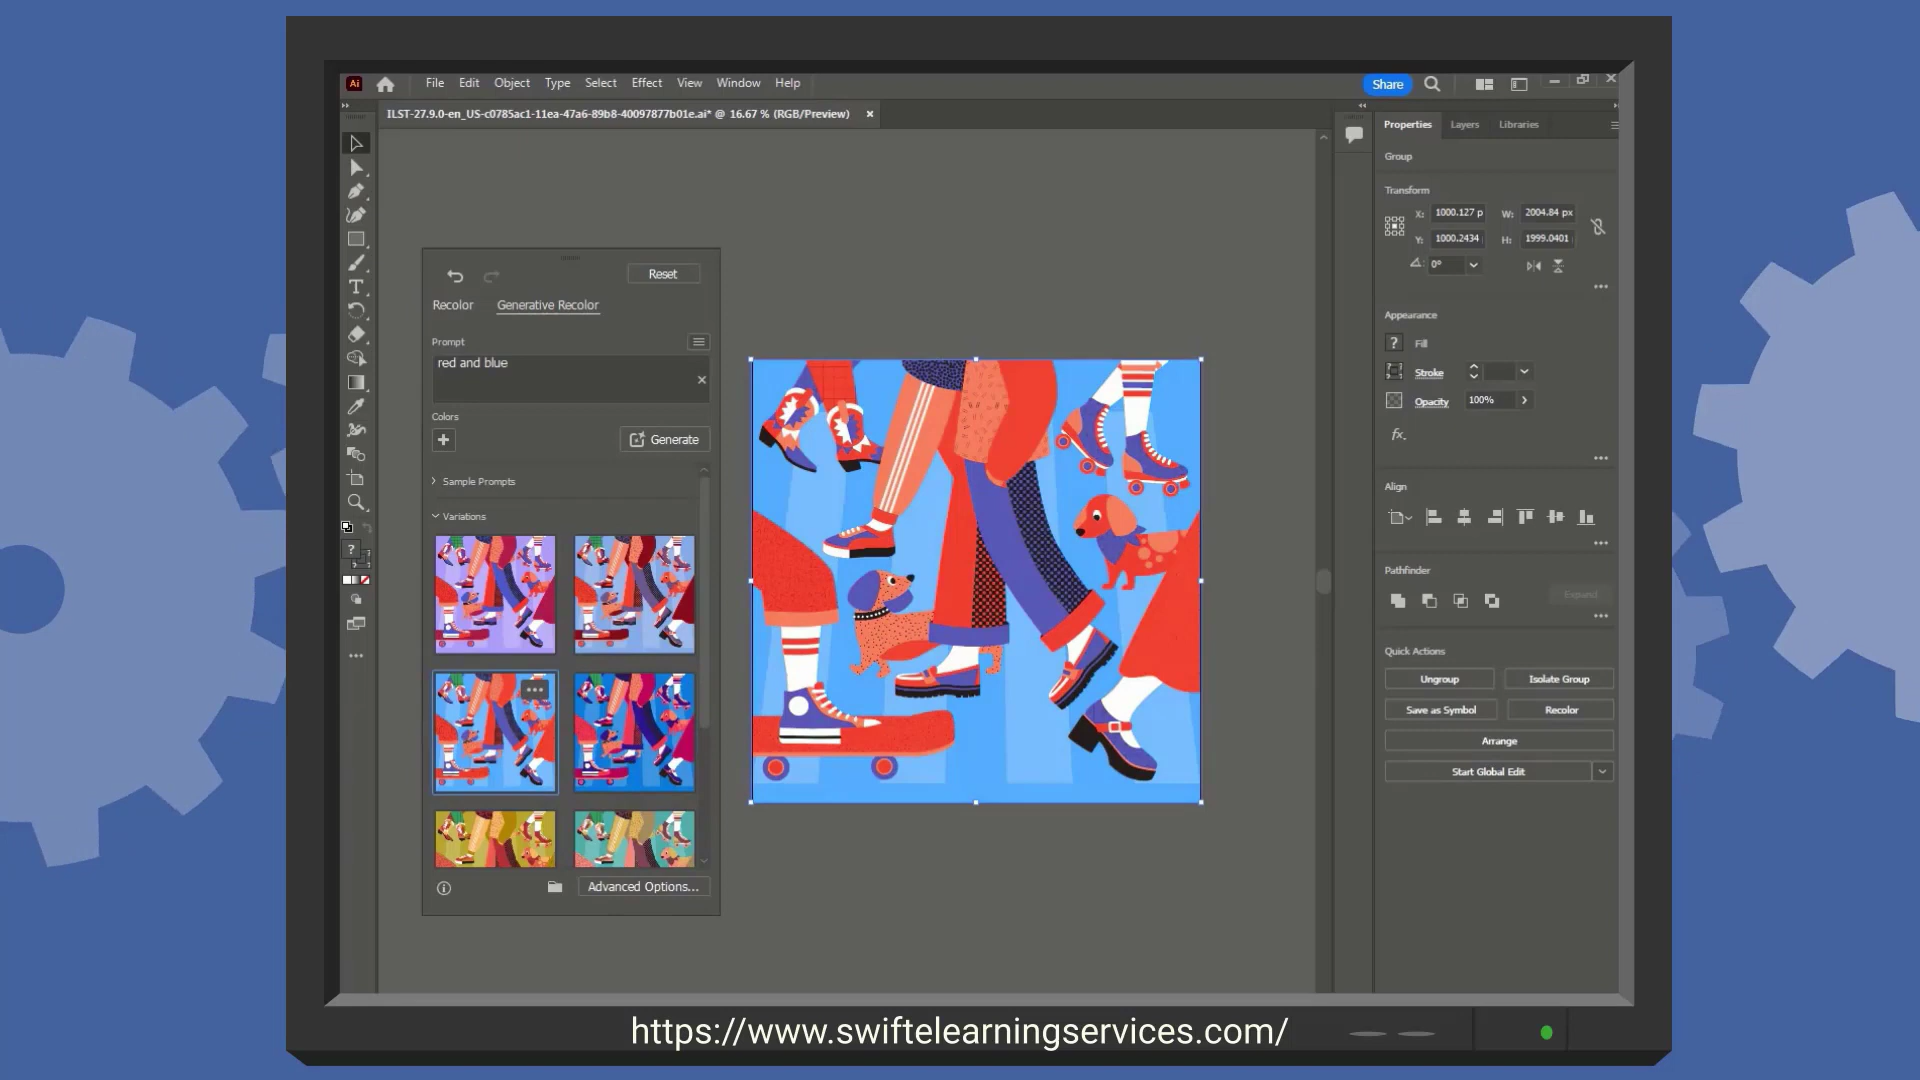 Ai File Edit Object Type Select Effect View Window Help Share
ILST-27.9.0-en_US-c0785ac1-11ea-47a6-89b8-40097877b01e.ai* @ 16.67 % (RGB/Preview) ×
Properties Layers Libraries
Group
Transform
X: 1000.127 p W: 2004.84 px
Y: 1000.2434 H: 1999.0401
0°
Appearance
? Fill
Stroke
Opacity 100%
fx.
Align
Pathfinder
Expand
Quick Actions
Ungroup Isolate Group
Save as Symbol Recolor
Arrange
Start Global Edit
Reset
Recolor Generative Recolor
Prompt
red and blue
Colors
+ Generate
Sample Prompts
Variations
Advanced Options...
https://www.swiftelearningservices.com/